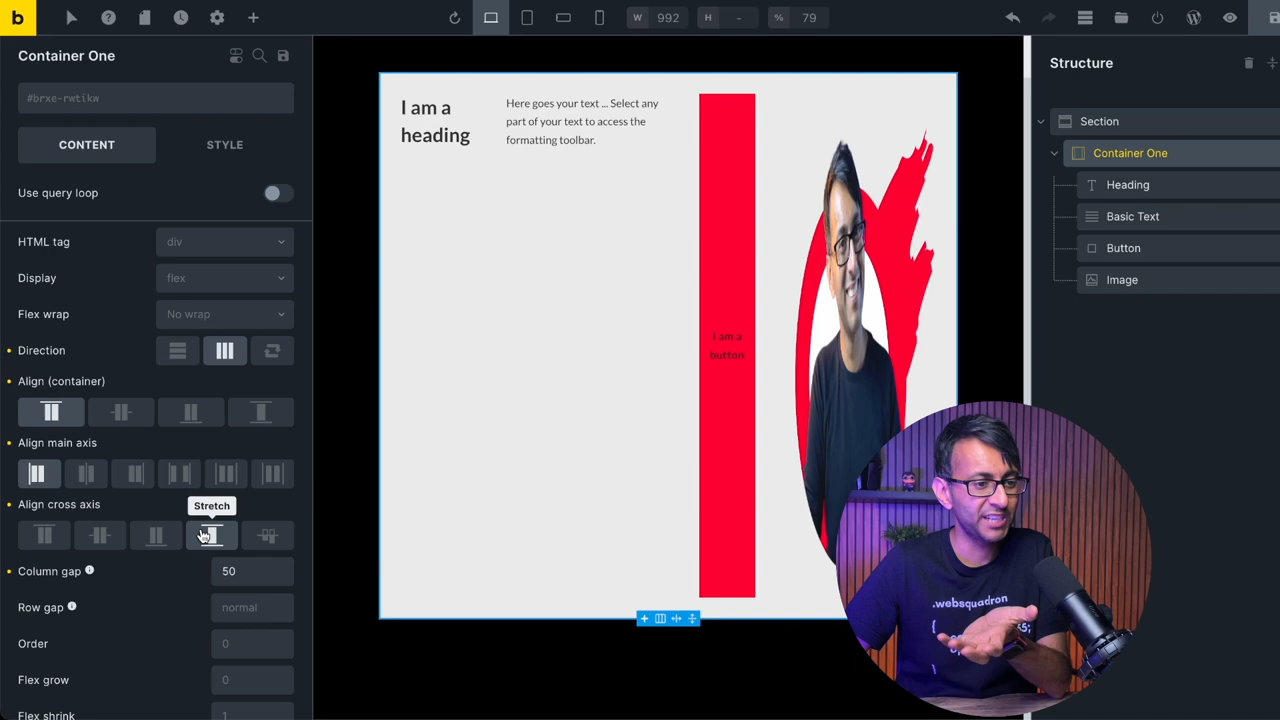 b
W 992
H -
% 79
Container One
#brxe-rwtikw
CONTENT
STYLE
Use query loop
HTML tag
div
Display
flex
Flex wrap
No wrap
Direction
Align (container)
Align main axis
Align cross axis
Stretch
Column gap
50
Row gap
normal
Order
0
Flex grow
0
Flex shrink
1
I am a
heading
Here goes your text ... Select any
part of your text to access the
formatting toolbar.
I am a
button
Structure
Section
Container One
Heading
Basic Text
Button
Image
.websquadron